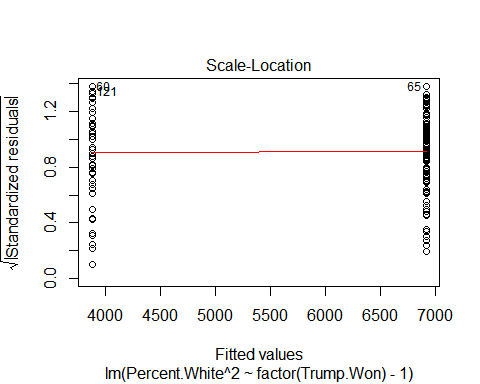 Scale-Location
√|Standardized residuals|
0.0 0.4 0.8 1.2
60
121
65
4000 4500 5000 5500 6000 6500 7000
Fitted values
lm(Percent.White^2 ~ factor(Trump.Won) - 1)